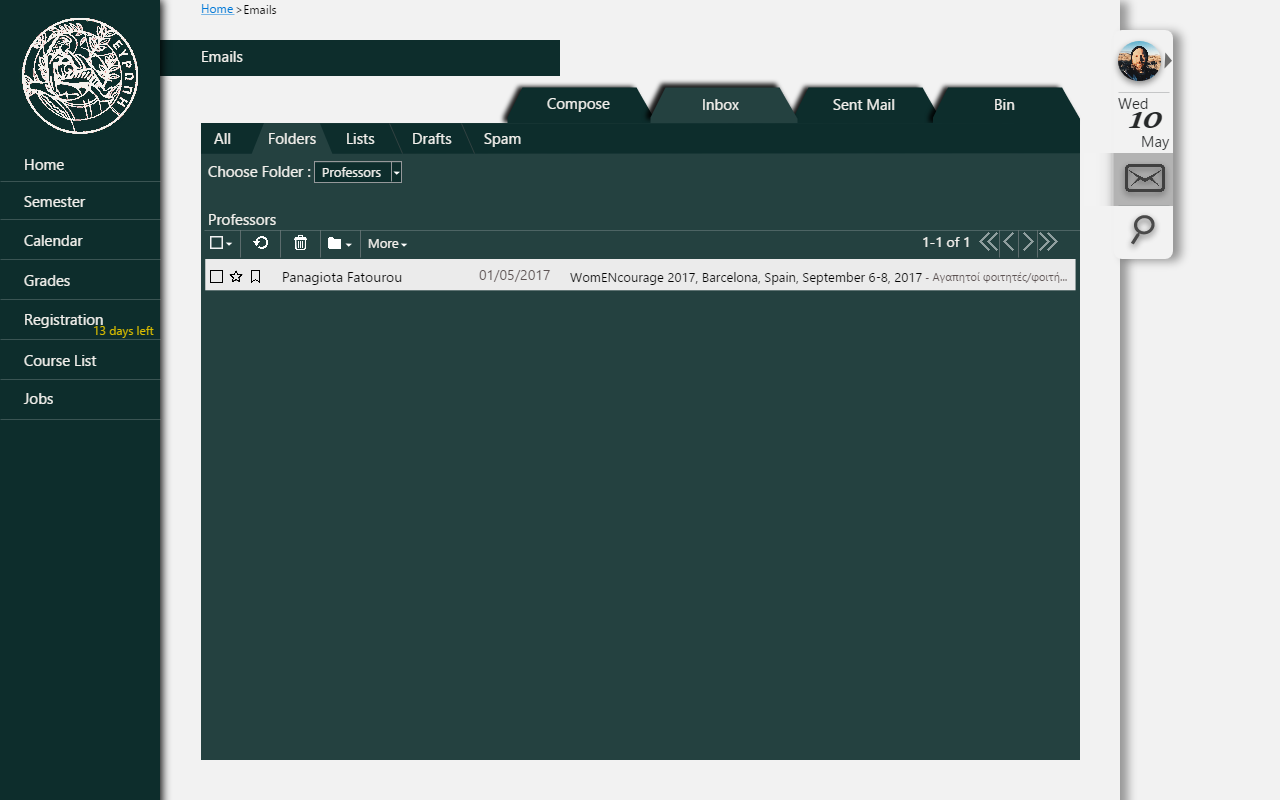 Home >Emails
ΕΥΡΩΠΗ
Emails
Compose
Inbox
Sent Mail
Bin
All
Folders
Lists
Drafts
Spam
Choose Folder : Professors
Professors
More
1-1 of 1
Panagiota Fatourou 01/05/2017 WomENcourage 2017, Barcelona, Spain, September 6-8, 2017 - Αγαπητοί φοιτητές/φοιτή...
Home
Semester
Calendar
Grades
Registration
13 days left
Course List
Jobs
Wed
10
May